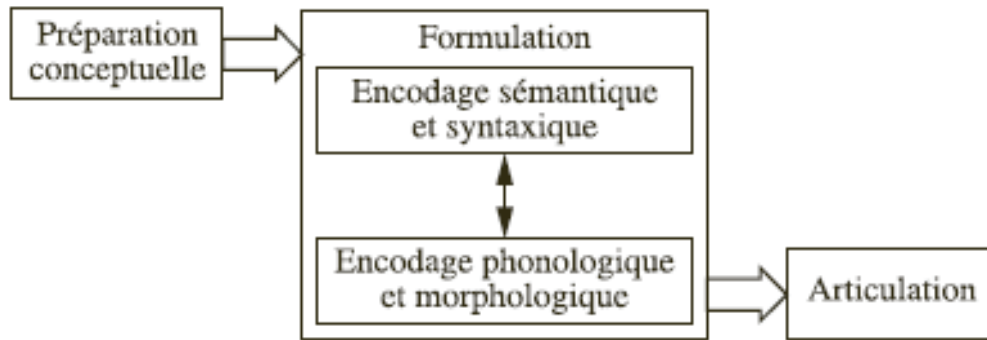 Préparation
conceptuelle
Formulation
Encodage sémantique
et syntaxique
Encodage phonologique
et morphologique
Articulation